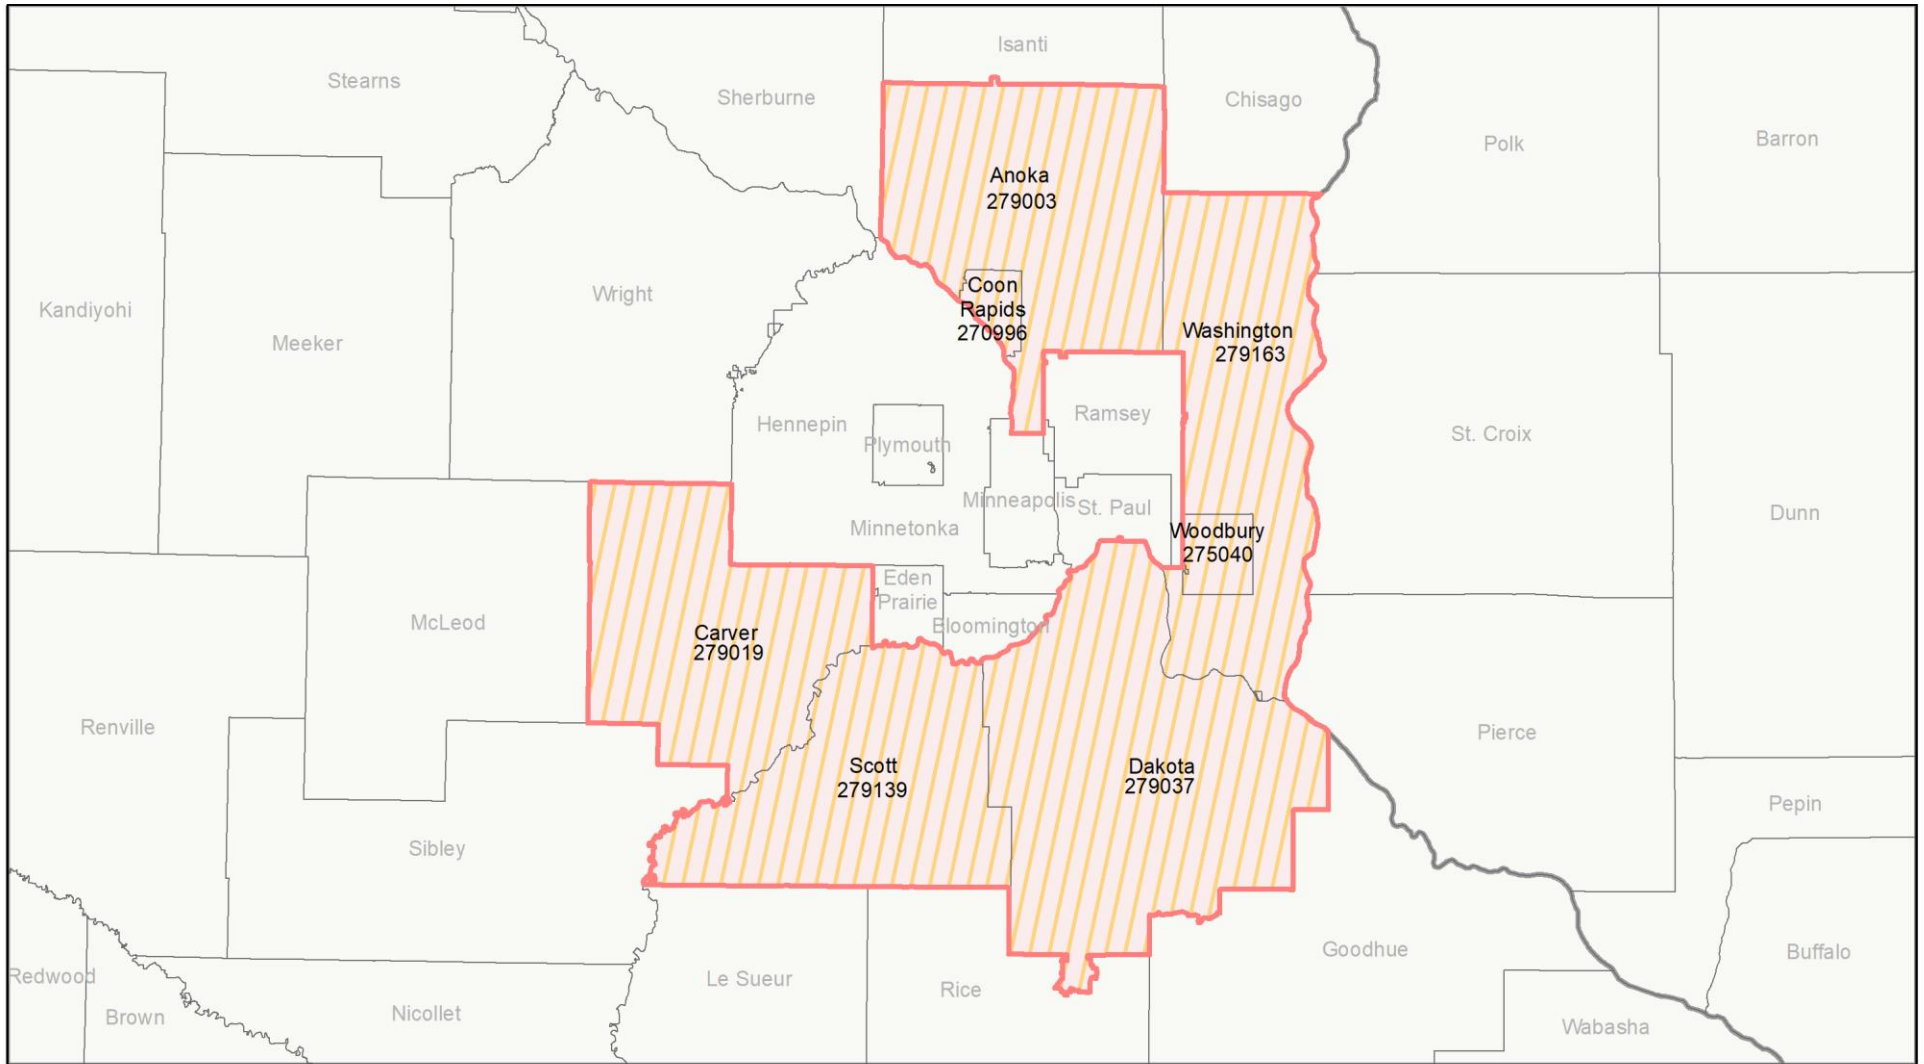 Isanti
Stearns
Sherburne
Chisago
Polk
Barron
Anoka
279003
Coon
Rapids
270996
Wright
Kandiyohi
Meeker
Washington
279163
Hennepin
Plymouth
Ramsey
St. Croix
Minneapolis
St. Paul
Minnetonka
Woodbury
275040
Dunn
Eden
Prairie
Bloomington
McLeod
Carver
279019
Renville
Pierce
Scott
279139
Dakota
279037
Pepin
Sibley
Goodhue
Buffalo
Redwood
Le Sueur
Rice
Brown
Nicollet
Wabasha